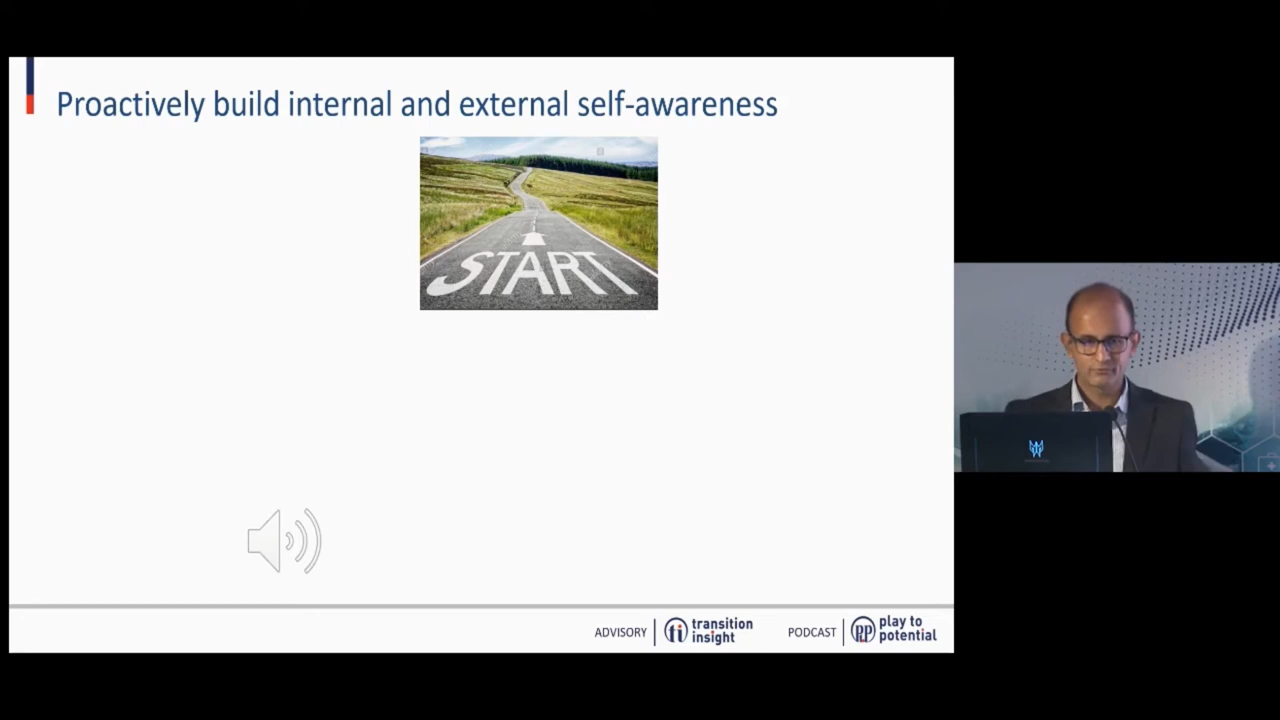 Proactively build internal and external self-awareness
START
ADVISORY
transition
insight
PODCAST
play to
potential